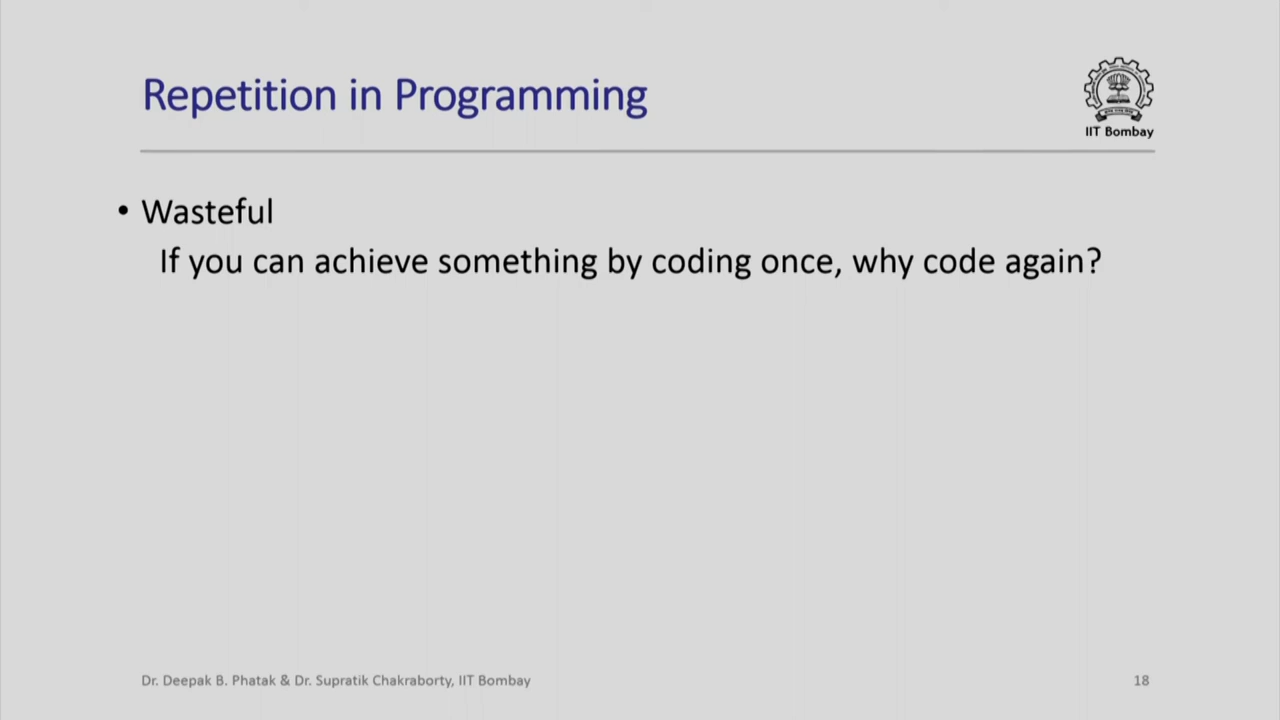 Repetition in Programming
IIT Bombay
• Wasteful
If you can achieve something by coding once, why code again?
Dr. Deepak B. Phatak & Dr. Supratik Chakraborty, IIT Bombay
18